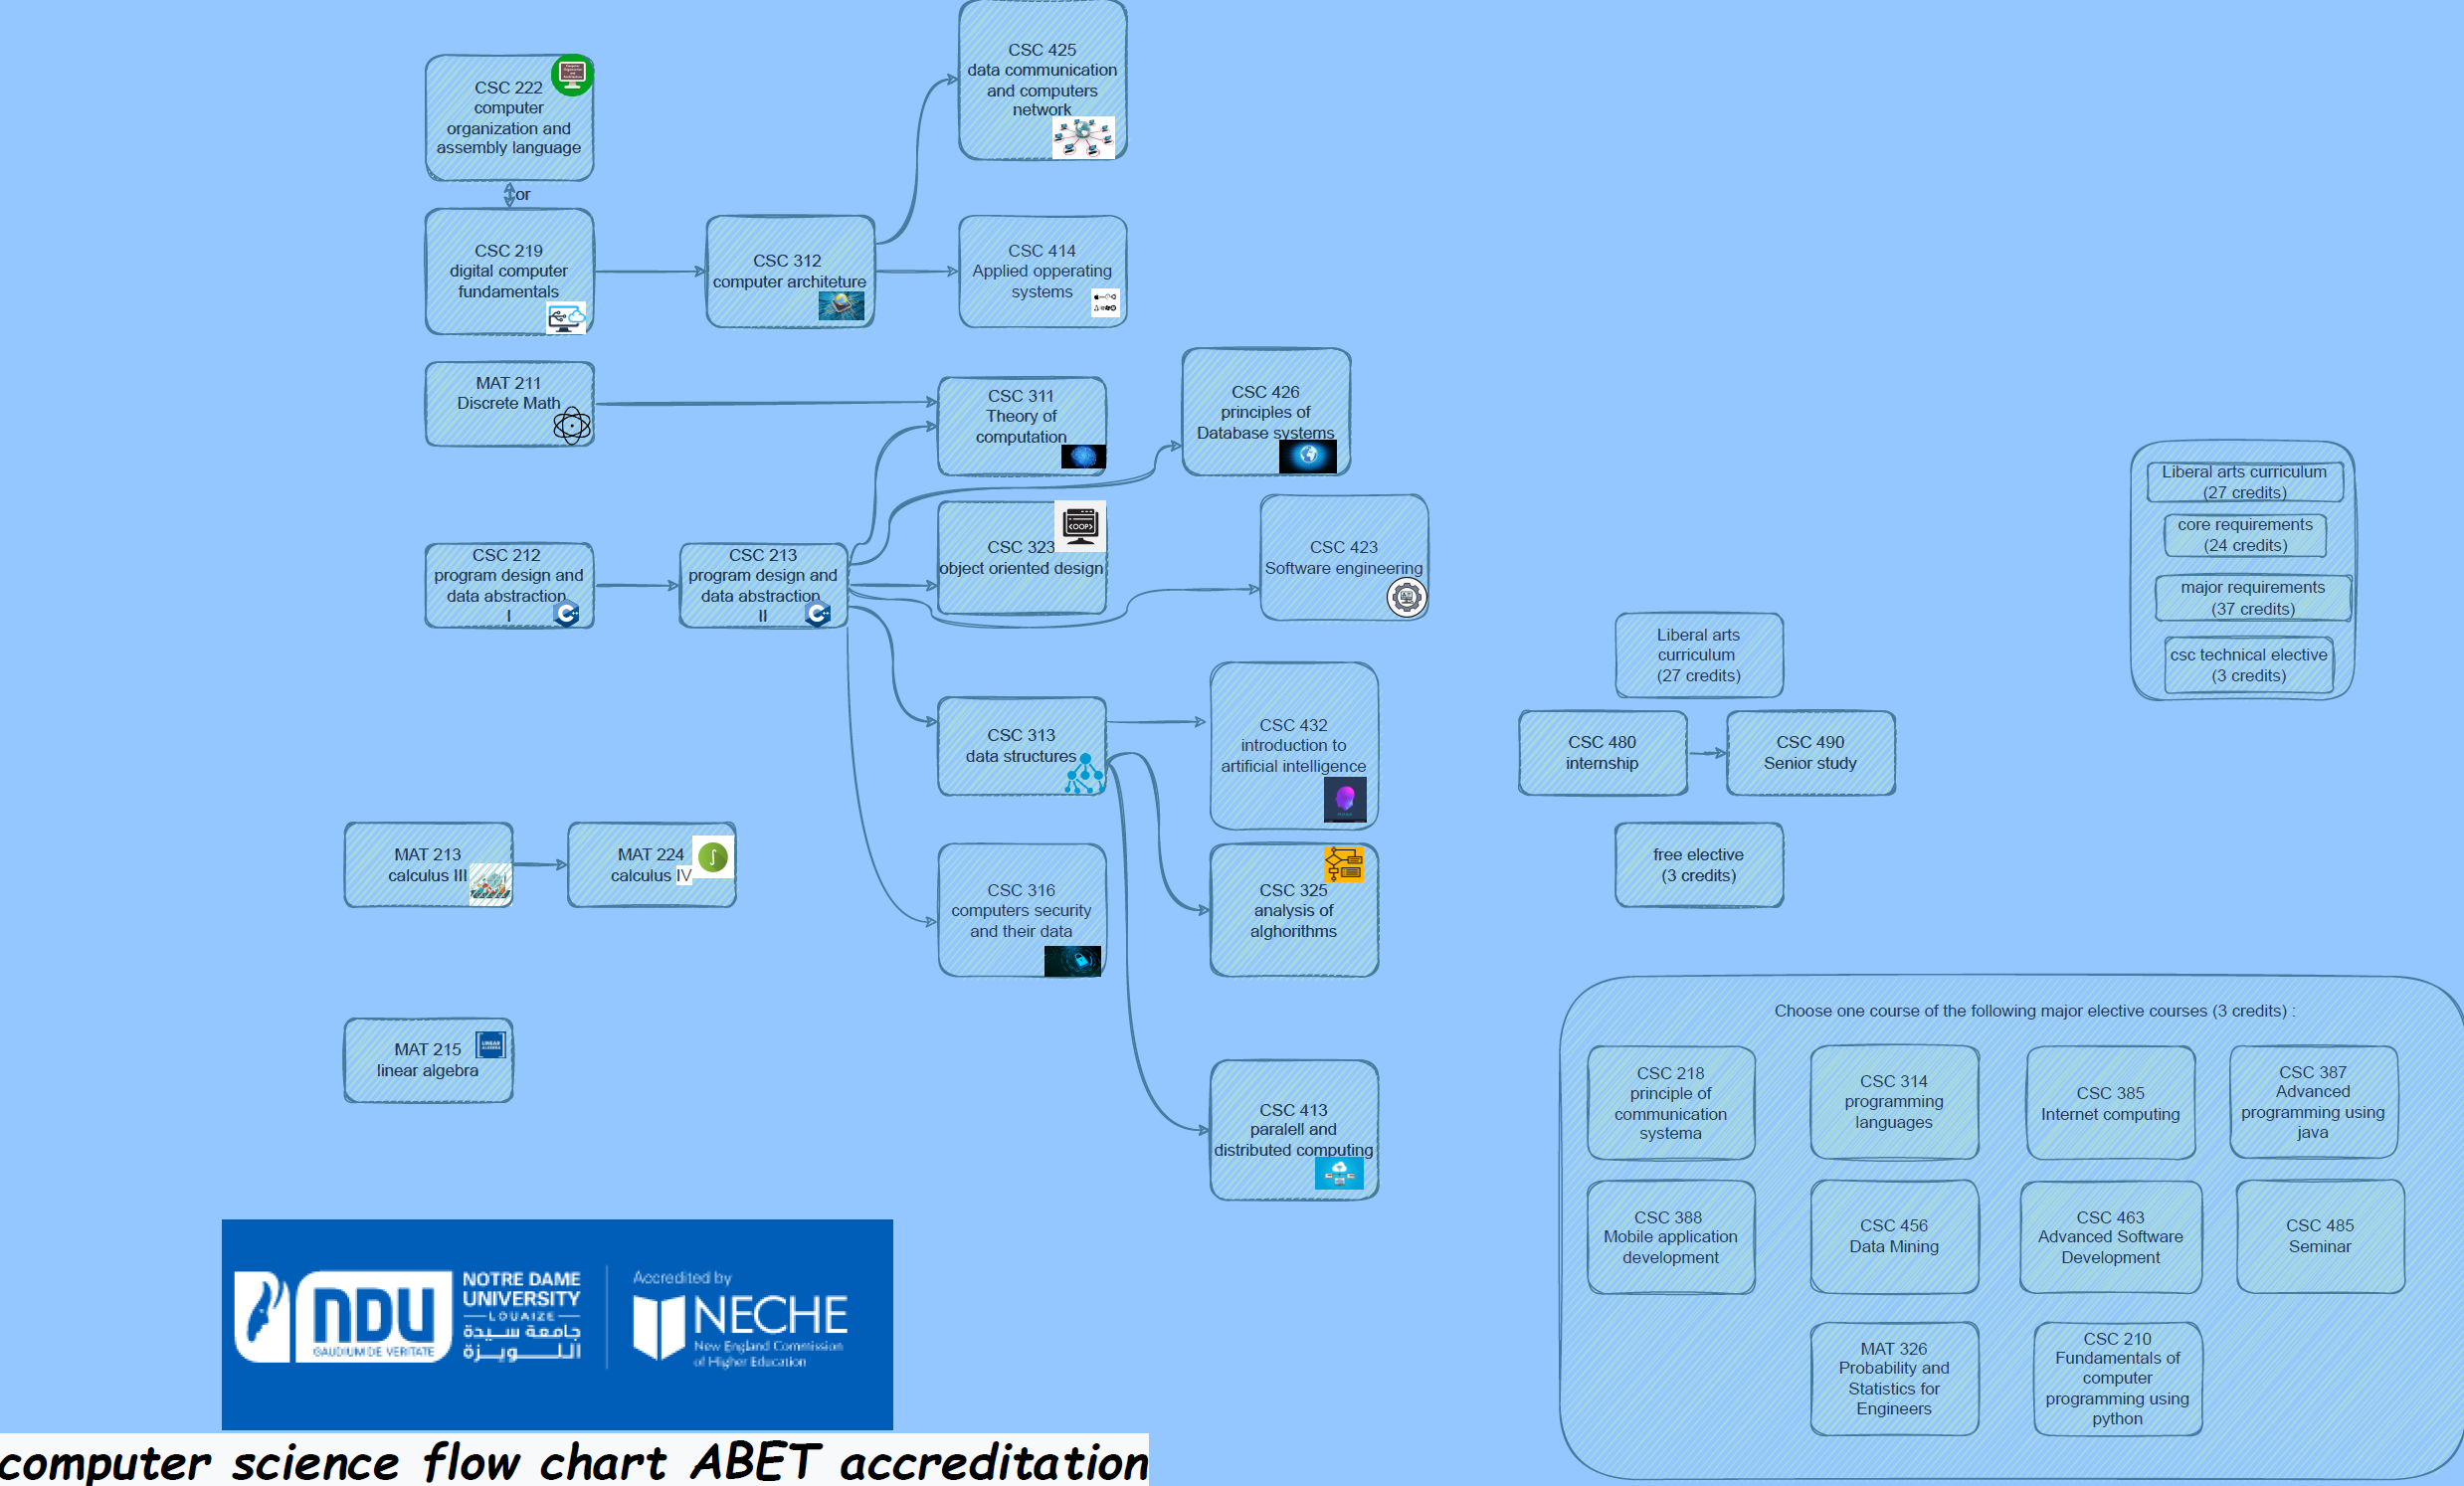 CSC 425
data communication
and computers
network
CSC 222
computer
organization and
assembly language
or
CSC 219
digital computer
fundamentals
CSC 312
computer architeture
CSC 414
Applied opperating
systems
MAT 211
Discrete Math
CSC 311
Theory of
computation
CSC 426
principles of
Database systems
CSC 212
program design and
data abstraction
I
CSC 213
program design and
data abstraction
II
CSC 323
object oriented design
<OOP>
CSC 423
Software engineering
Liberal arts curriculum
(27 credits)
core requirements
(24 credits)
major requirements
(37 credits)
csc technical elective
(3 credits)
Liberal arts
curriculum
(27 credits)
CSC 480
internship
CSC 490
Senior study
free elective
(3 credits)
CSC 313
data structures
CSC 432
introduction to
artificial intelligence
MAT 213
calculus III
MAT 224
calculus IV
CSC 316
computers security
and their data
CSC 325
analysis of
alghorithms
MAT 215
linear algebra
LINEAR
ALGEBRA
CSC 413
paralell and
distributed computing
Choose one course of the following major elective courses (3 credits) :
CSC 218
principle of
communication
systema
CSC 314
programming
languages
CSC 385
Internet computing
CSC 387
Advanced
programming using
java
CSC 388
Mobile application
development
CSC 456
Data Mining
CSC 463
Advanced Software
Development
CSC 485
Seminar
MAT 326
Probability and
Statistics for
Engineers
CSC 210
Fundamentals of
computer
programming using
python
NDU
GAUDIUM DE VERITATE
NOTRE DAME
UNIVERSITY
LOUAIZE
جامعة سيدة
اللويزة
Accredited by
NECHE
New England Commission
of Higher Education
computer science flow chart ABET accreditation